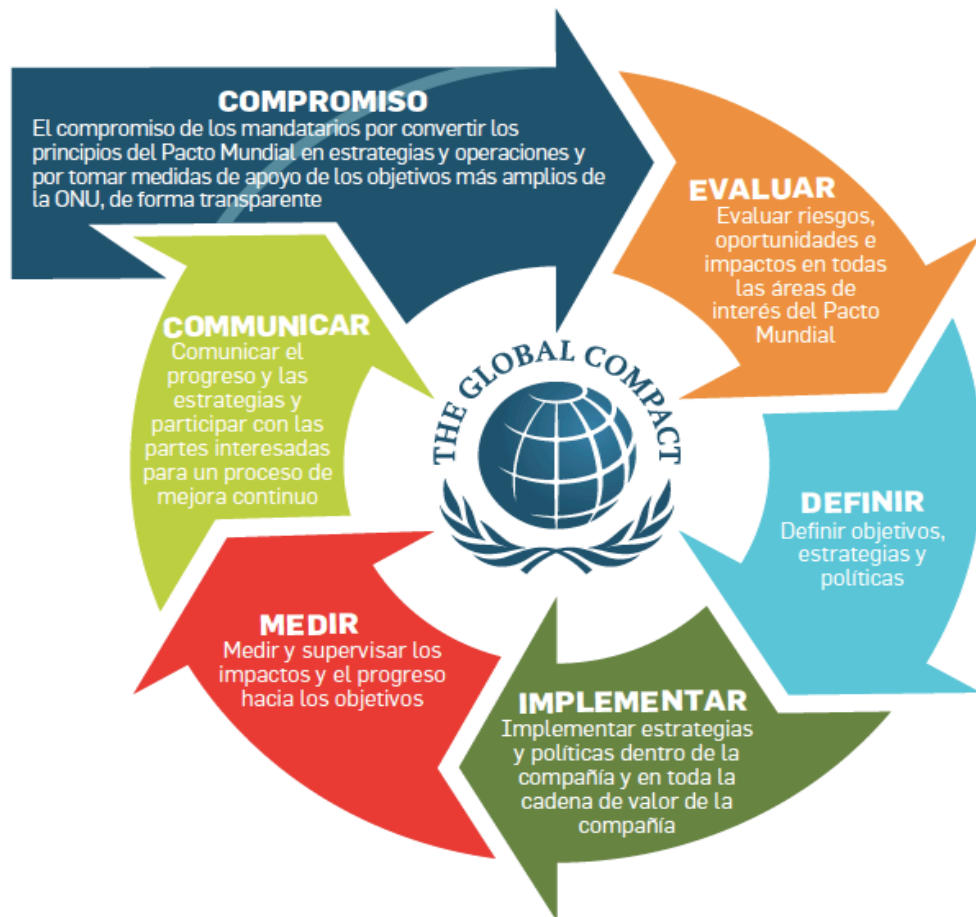 COMPROMISO
El compromiso de los mandatarios por convertir los
principios del Pacto Mundial en estrategias y operaciones y
por tomar medidas de apoyo de los objetivos más amplios de
la ONU, de forma transparente
EVALUAR
Evaluar riesgos,
oportunidades e
impactos en todas
las áreas de
interés del Pacto
Mundial
DEFINIR
Definir objetivos,
estrategias y
políticas
IMPLEMENTAR
Implementar estrategias
y políticas dentro de la
compañía y en toda la
cadena de valor de la
compañía
MEDIR
Medir y supervisar los
impactos y el progreso
hacia los objetivos
COMMUNICAR
Comunicar el
progreso y las
estrategias y
participar con las
partes interesadas
para un proceso de
mejora continuo
THE GLOBAL COMPACT